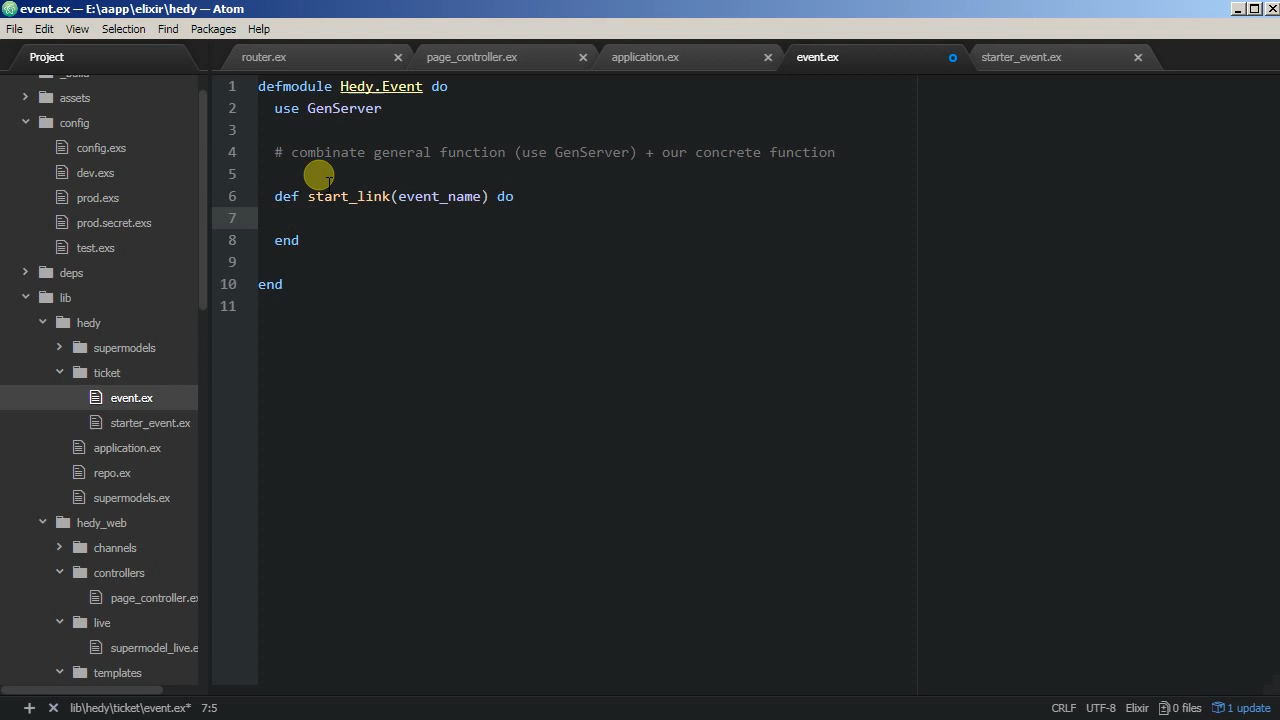 event.ex — E:\aapp\elixir\hedy — Atom
File Edit View Selection Find Packages Help
Project
router.ex
page_controller.ex
application.ex
event.ex
starter_event.ex
_build
assets
config
config.exs
dev.exs
prod.exs
prod.secret.exs
test.exs
deps
lib
hedy
supermodels
ticket
event.ex
starter_event.ex
application.ex
repo.ex
supermodels.ex
hedy_web
channels
controllers
page_controller.ex
live
supermodel_live.e
templates
1 defmodule Hedy.Event do
2 use GenServer
3
4 # combinate general function (use GenServer) + our concrete function
5
6 def start_link(event_name) do
7
8 end
9
10 end
11
lib\hedy\ticket\event.ex* 7:5
CRLF UTF-8 Elixir 0 files 1 update